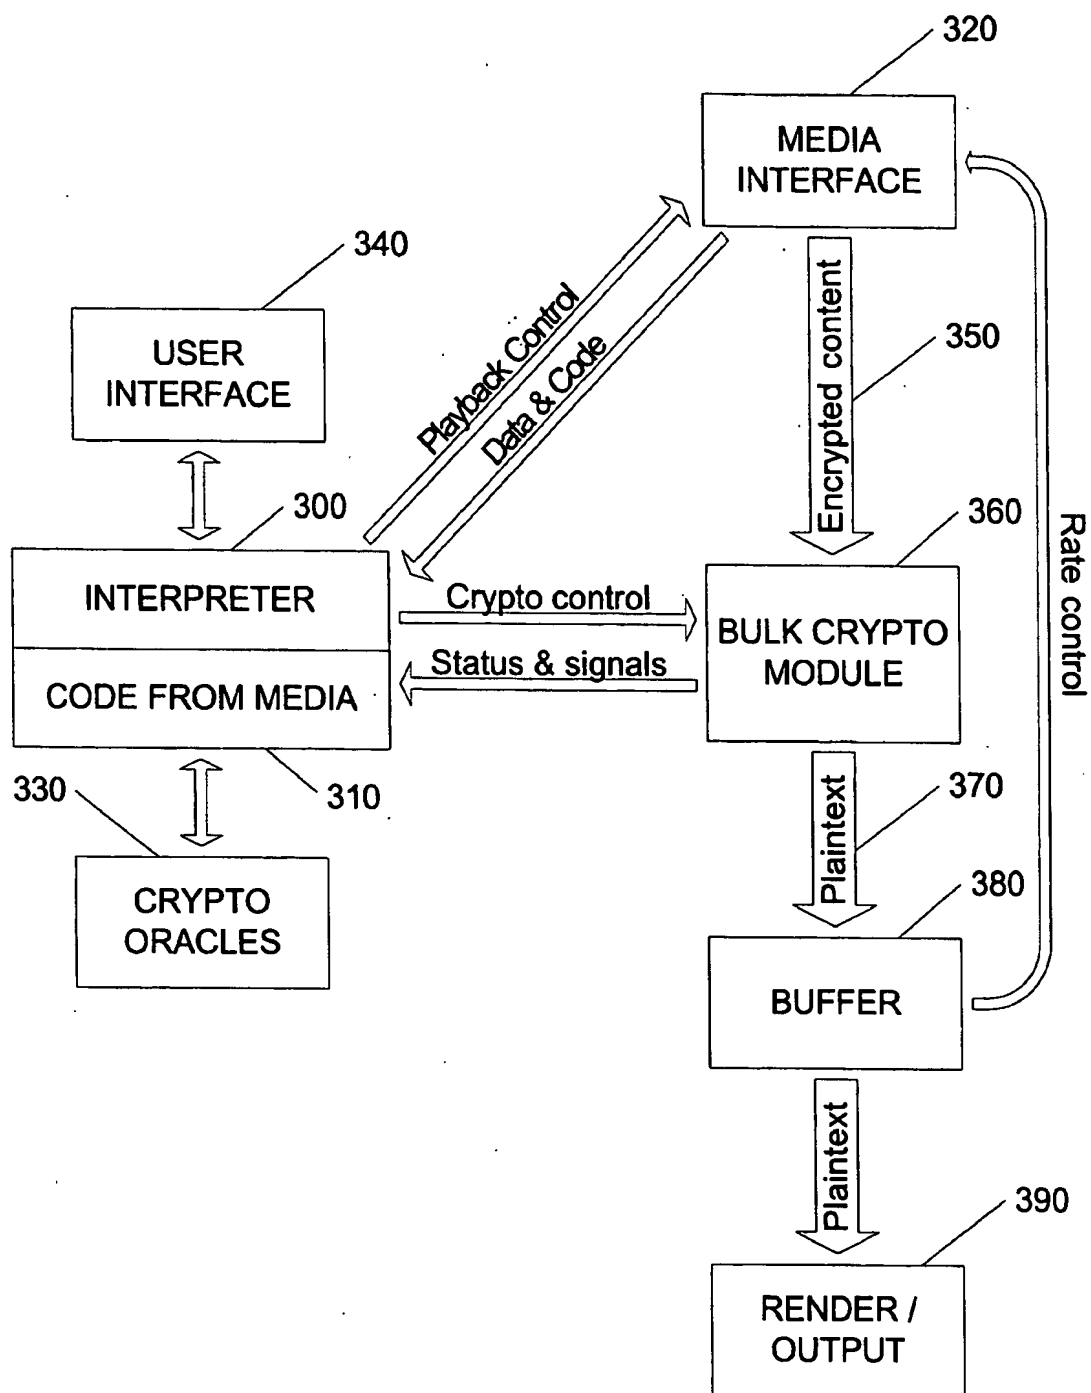 320
MEDIA
INTERFACE
340
USER
INTERFACE
Playback Control
Data & Code
Encrypted content
350
Rate control
300
INTERPRETER
CODE FROM MEDIA
310
330
CRYPTO
ORACLES
Crypto control
Status & signals
360
BULK CRYPTO
MODULE
Plaintext
370
380
BUFFER
Plaintext
390
RENDER /
OUTPUT